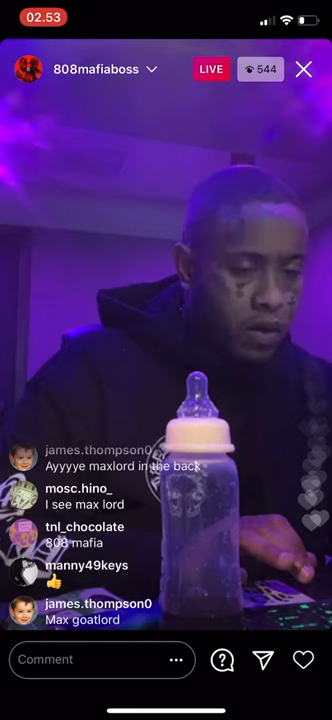 02.53
808mafiaboss
LIVE
544
james.thompson0
Ayyyye maxlord in the back
mosc.hino_
I see max lord
tnl_chocolate
808 mafia
manny49keys
👍
james.thompson0
Max goatlord
Comment